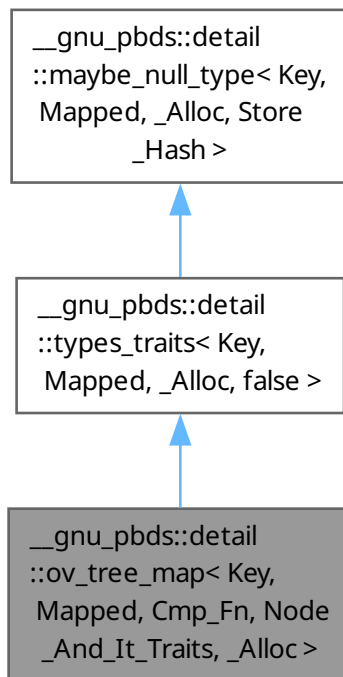 __gnu_pbds::detail
::maybe_null_type< Key,
Mapped, _Alloc, Store
_Hash >
__gnu_pbds::detail
::types_traits< Key,
Mapped, _Alloc, false >
__gnu_pbds::detail
::ov_tree_map< Key,
Mapped, Cmp_Fn, Node
_And_It_Traits, _Alloc >